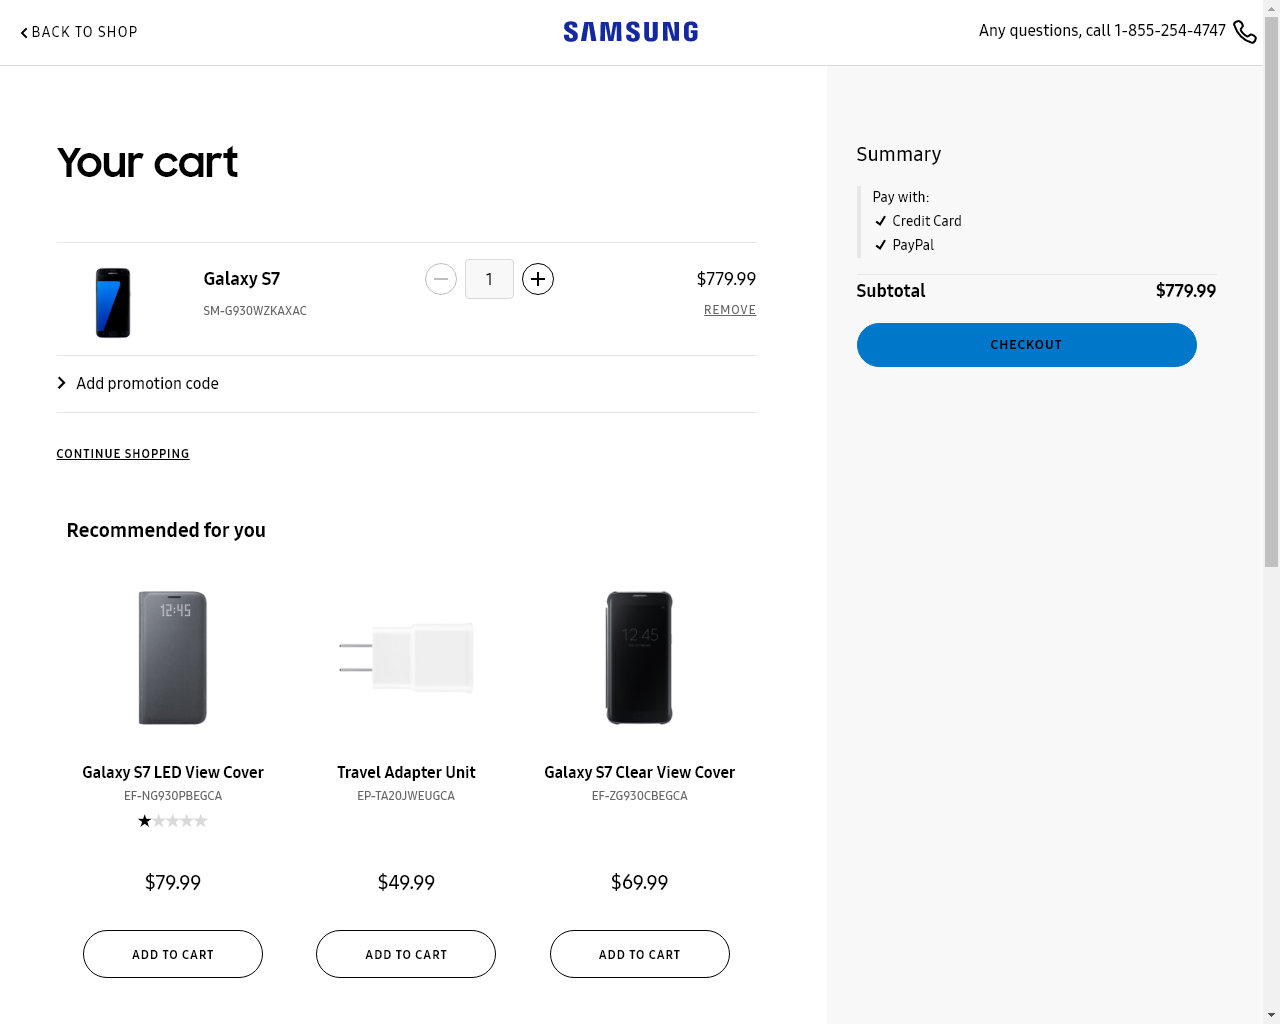 BACK TO SHOP
SAMSUNG
Any questions, call 1-855-254-4747
Your cart
Galaxy S7
SM-G930WZKAXAC
1
$779.99
REMOVE
Add promotion code
CONTINUE SHOPPING
Summary
Pay with:
Credit Card
PayPal
Subtotal $779.99
CHECKOUT
Recommended for you
12:45
12:45
Galaxy S7 LED View Cover
EF-NG930PBEGCA
$79.99
ADD TO CART
Travel Adapter Unit
EP-TA20JWEUGCA
$49.99
ADD TO CART
Galaxy S7 Clear View Cover
EF-ZG930CBEGCA
$69.99
ADD TO CART